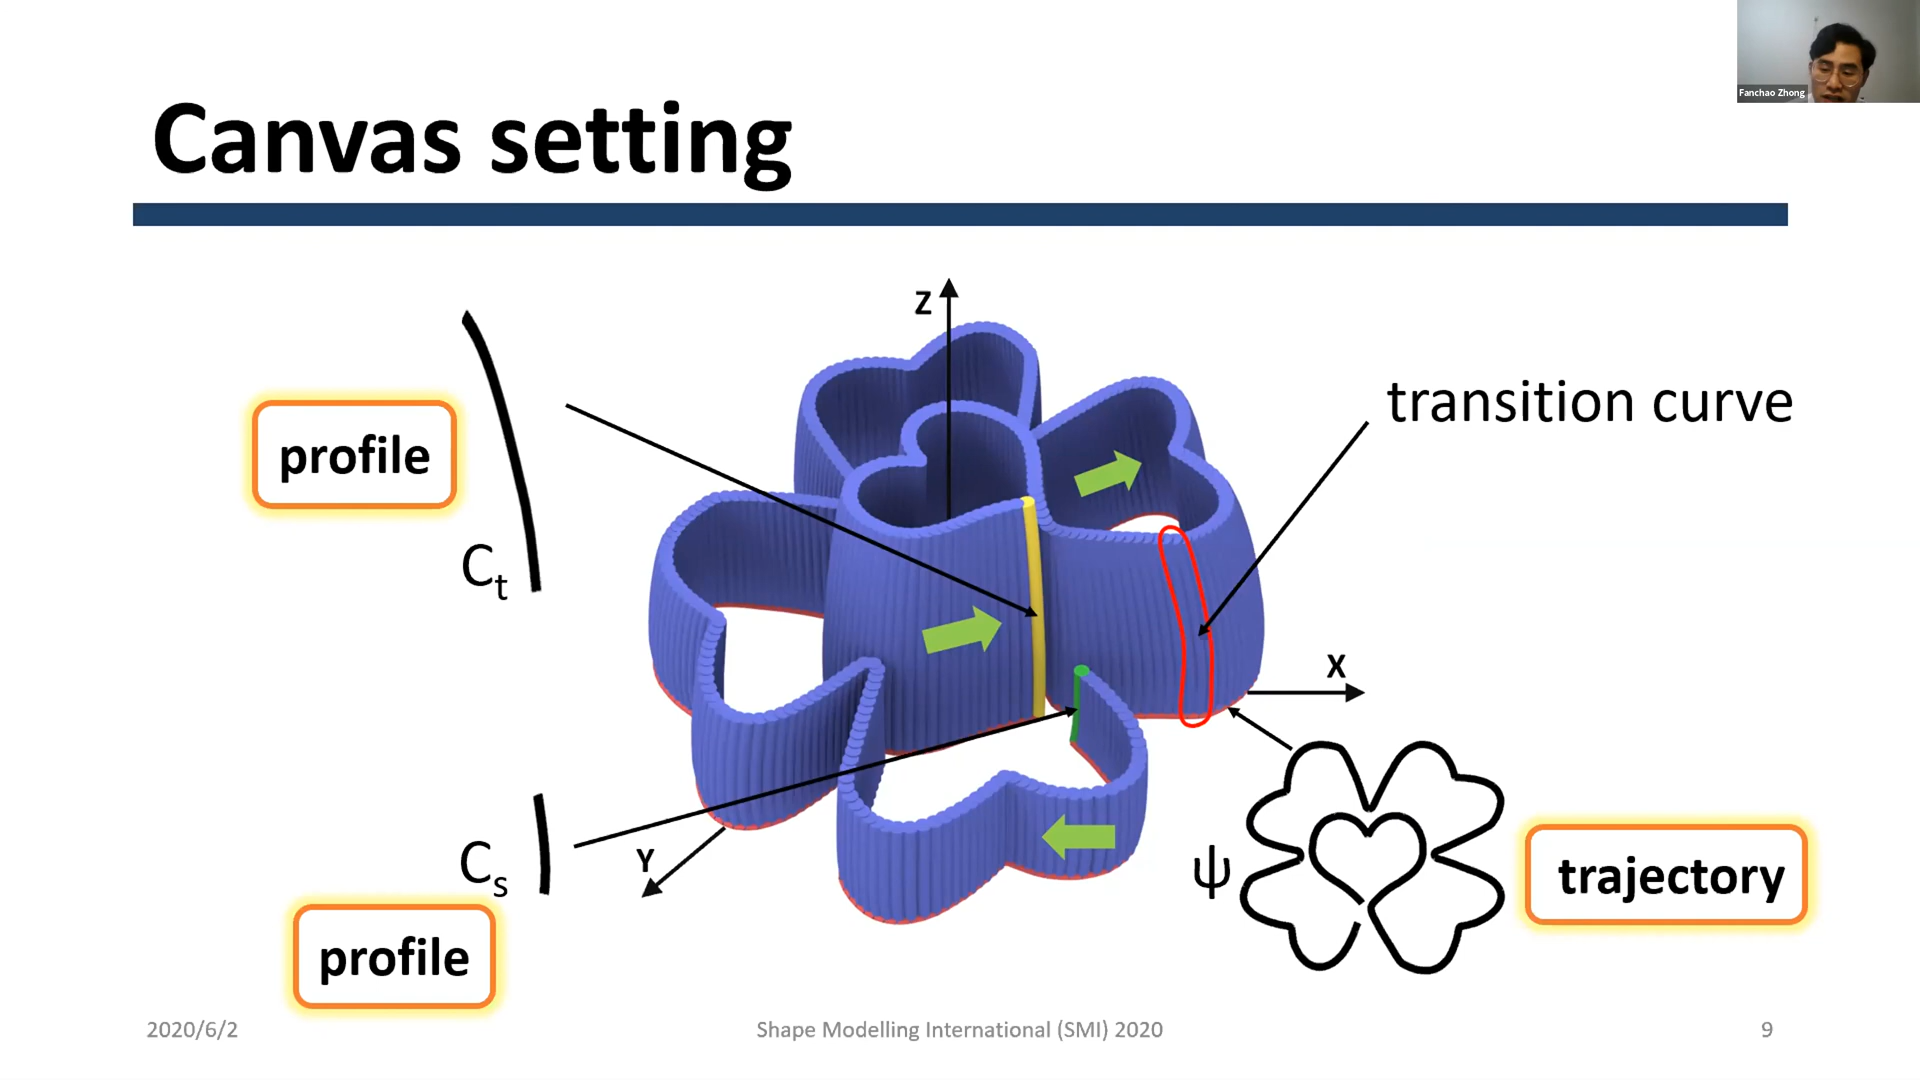 Fanchao Zhong
Canvas setting
Z
transition curve
profile
Ct
X
Y
Cs
ψ
trajectory
profile
2020/6/2
Shape Modelling International (SMI) 2020
9